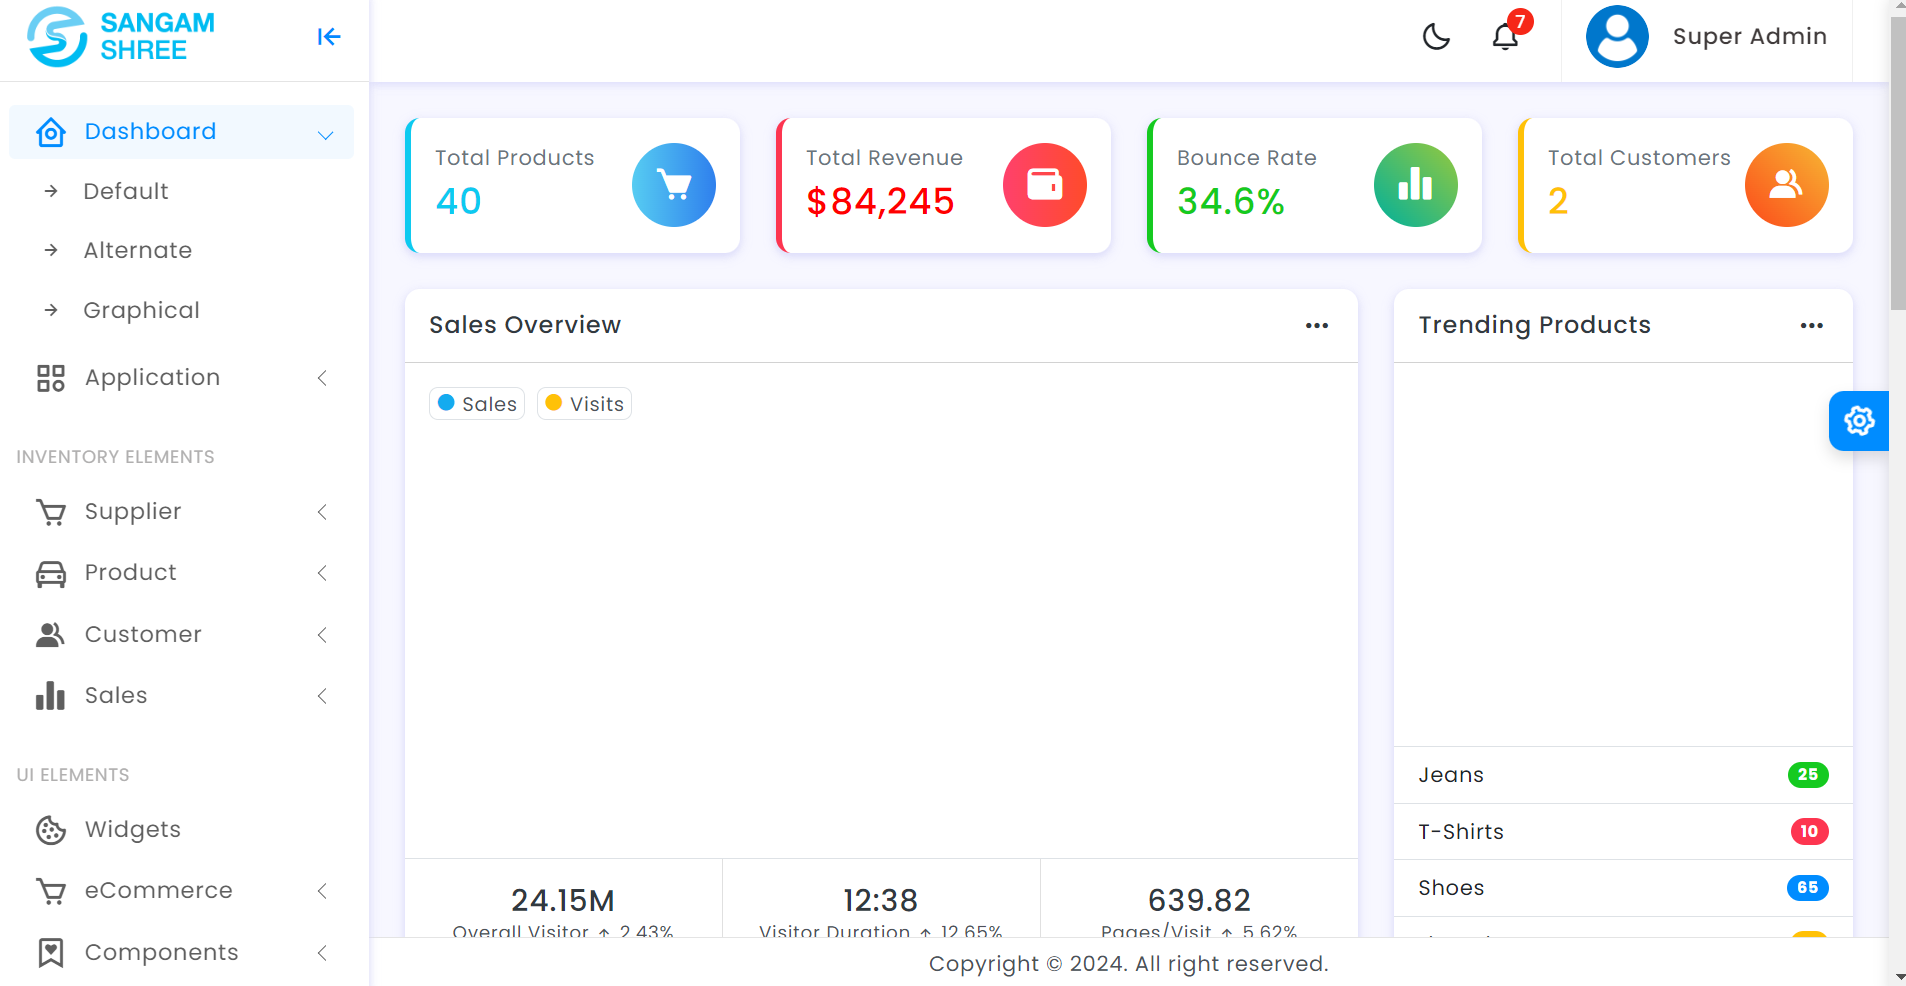 SANGAM
SHREE
7
Super Admin
Dashboard
Default
Alternate
Graphical
Application
INVENTORY ELEMENTS
Supplier
Product
Customer
Sales
UI ELEMENTS
Widgets
eCommerce
Components
Total Products
40
Total Revenue
$84,245
Bounce Rate
34.6%
Total Customers
2
Sales Overview
Sales Visits
24.15M
Overall Visitor ↑ 2.43%
12:38
Visitor Duration ↑ 12.65%
639.82
Pages/Visit ↑ 5.62%
Trending Products
Jeans 25
T-Shirts 10
Shoes 65
Copyright © 2024. All right reserved.